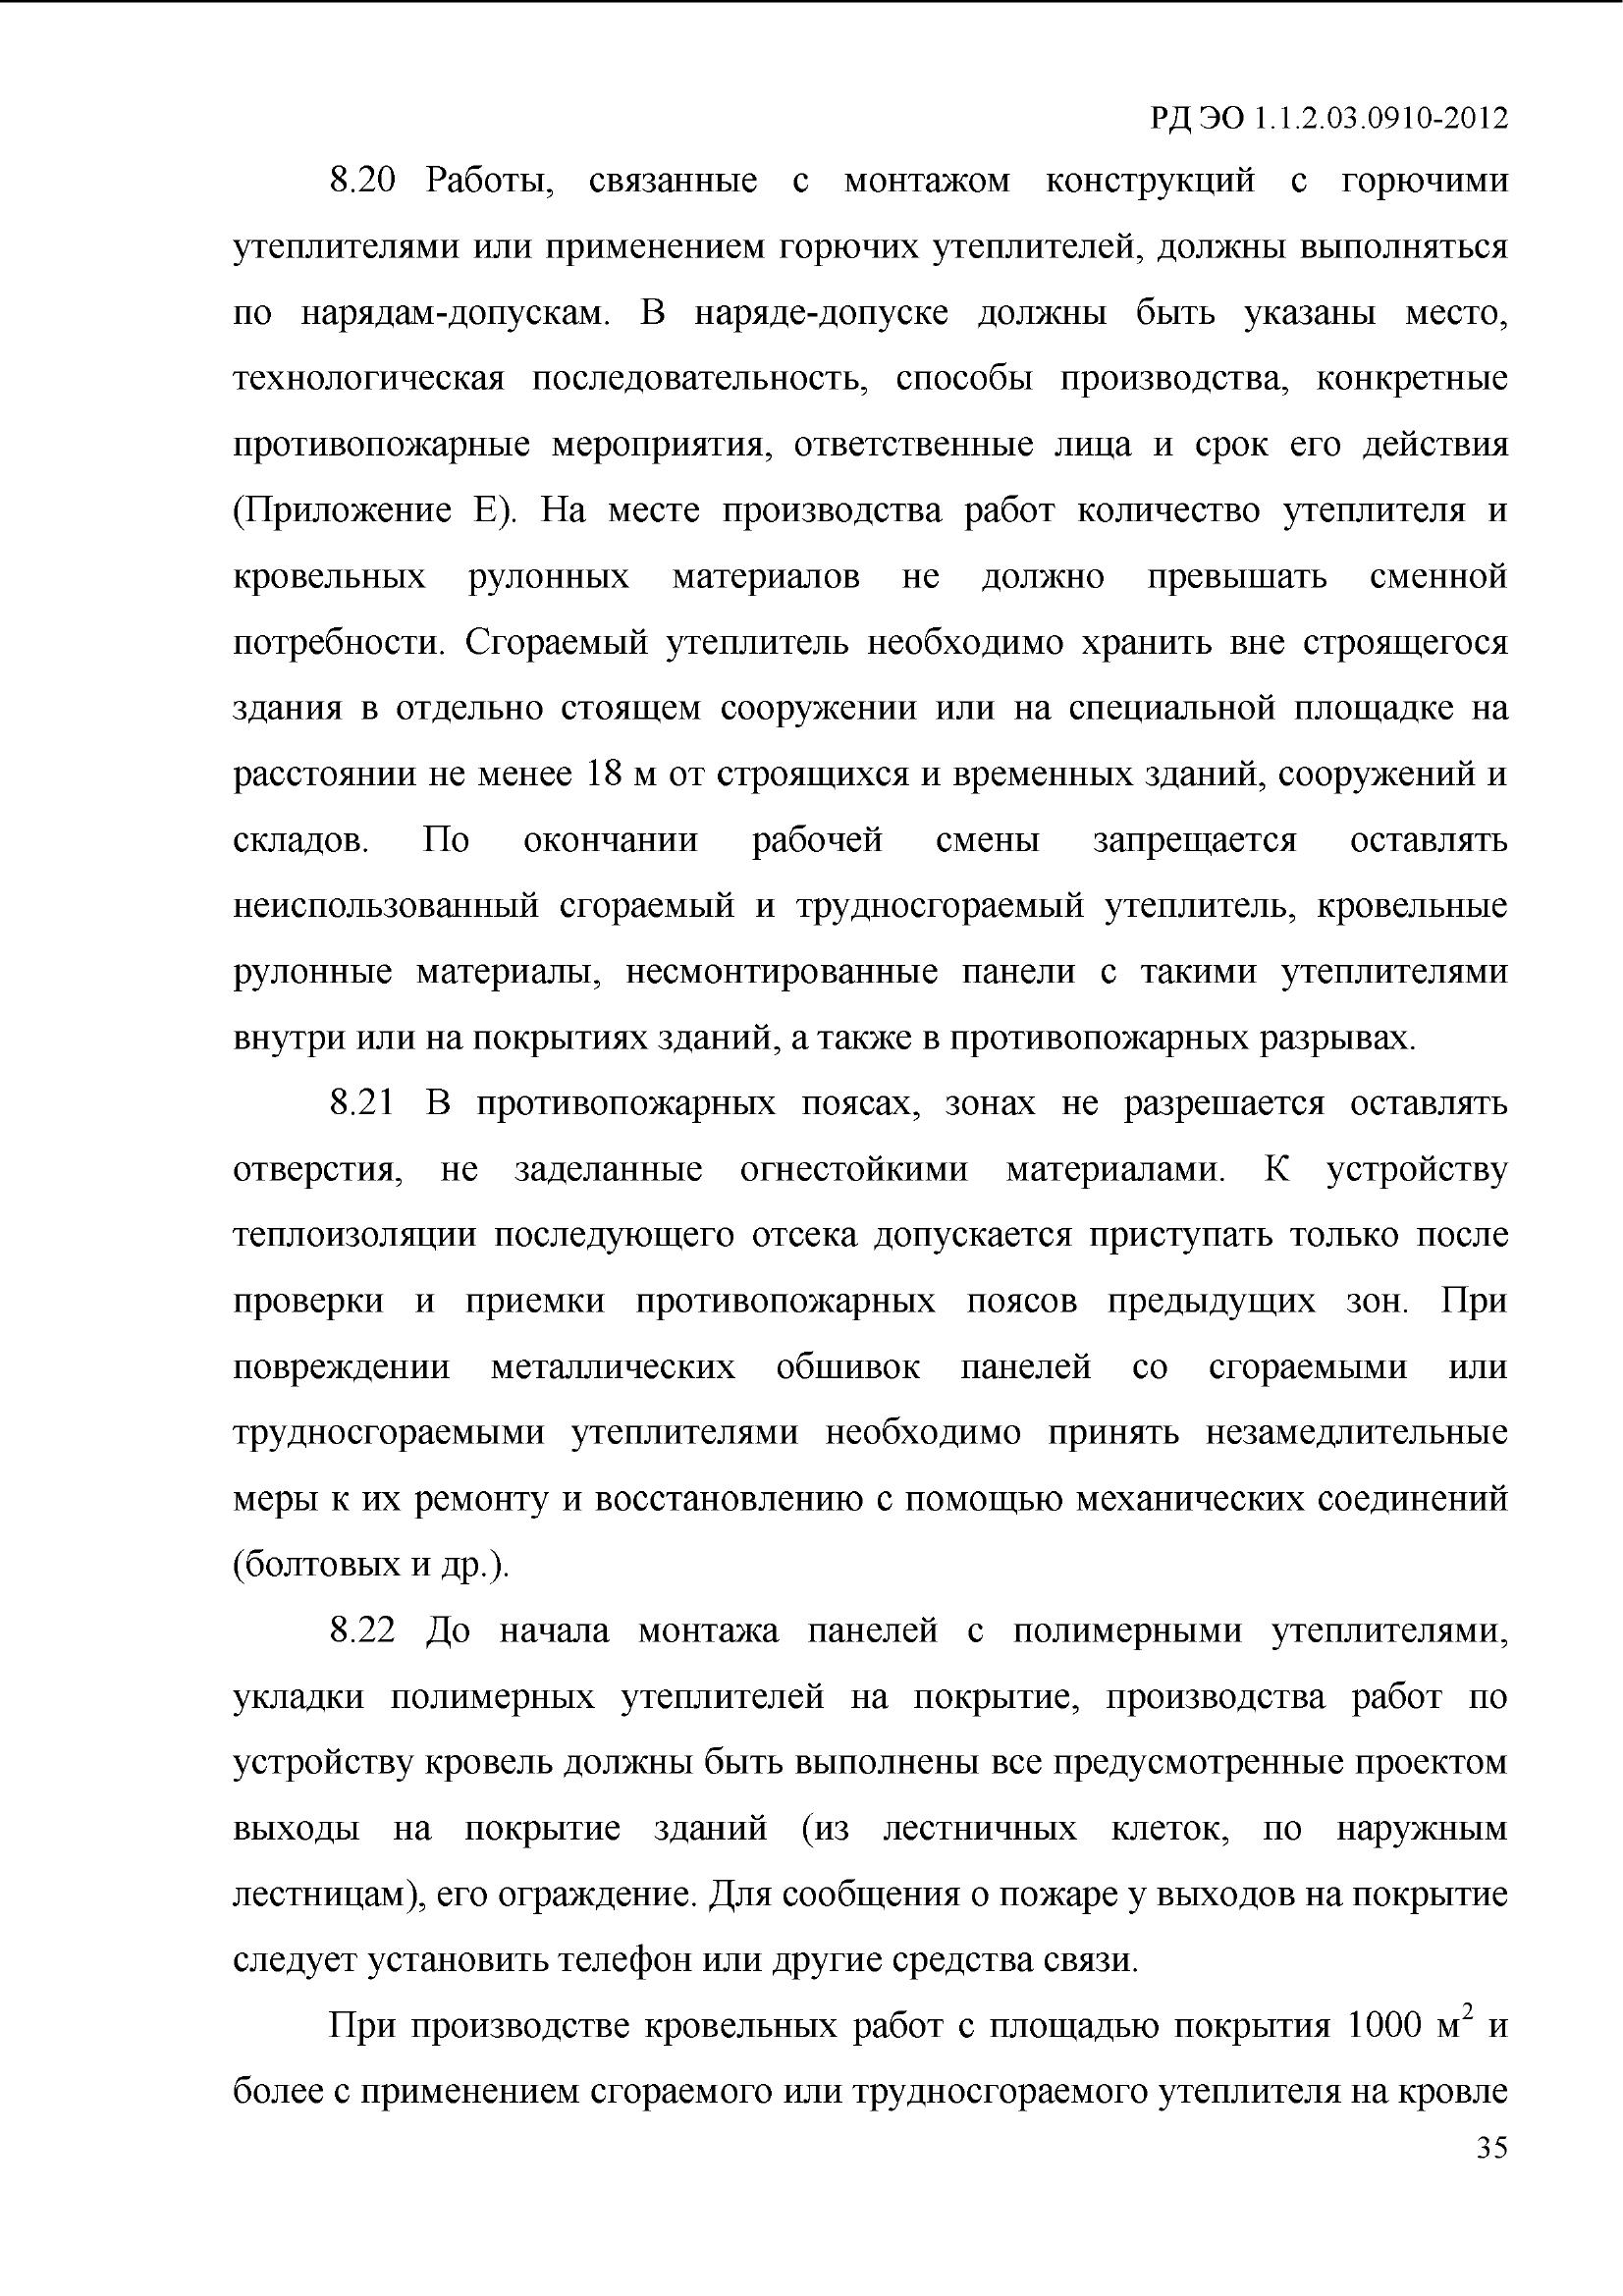 РД ЭО 1.1.2.03.0910-2012
8.20 Работы, связанные с монтажом конструкций с горючими
утеплителями или применением горючих утеплителей, должны выполняться
по нарядам-допускам. В наряде-допуске должны быть указаны место,
технологическая последовательность, способы производства, конкретные
противопожарные мероприятия, ответственные лица и срок его действия
(Приложение Е). На месте производства работ количество утеплителя и
кровельных рулонных материалов не должно превышать сменной
потребности. Сгораемый утеплитель необходимо хранить вне строящегося
здания в отдельно стоящем сооружении или на специальной площадке на
расстоянии не менее 18 м от строящихся и временных зданий, сооружений и
складов. По окончании рабочей смены запрещается оставлять
неиспользованный сгораемый и трудносгораемый утеплитель, кровельные
рулонные материалы, несмонтированные панели с такими утеплителями
внутри или на покрытиях зданий, а также в противопожарных разрывах.
8.21 В противопожарных поясах, зонах не разрешается оставлять
отверстия, не заделанные огнестойкими материалами. К устройству
теплоизоляции последующего отсека допускается приступать только после
проверки и приемки противопожарных поясов предыдущих зон. При
повреждении металлических обшивок панелей со сгораемыми или
трудносгораемыми утеплителями необходимо принять незамедлительные
меры к их ремонту и восстановлению с помощью механических соединений
(болтовых и др.).
8.22 До начала монтажа панелей с полимерными утеплителями,
укладки полимерных утеплителей на покрытие, производства работ по
устройству кровель должны быть выполнены все предусмотренные проектом
выходы на покрытие зданий (из лестничных клеток, по наружным
лестницам), его ограждение. Для сообщения о пожаре у выходов на покрытие
следует установить телефон или другие средства связи.
При производстве кровельных работ с площадью покрытия 1000 м² и
более с применением сгораемого или трудносгораемого утеплителя на кровле
35